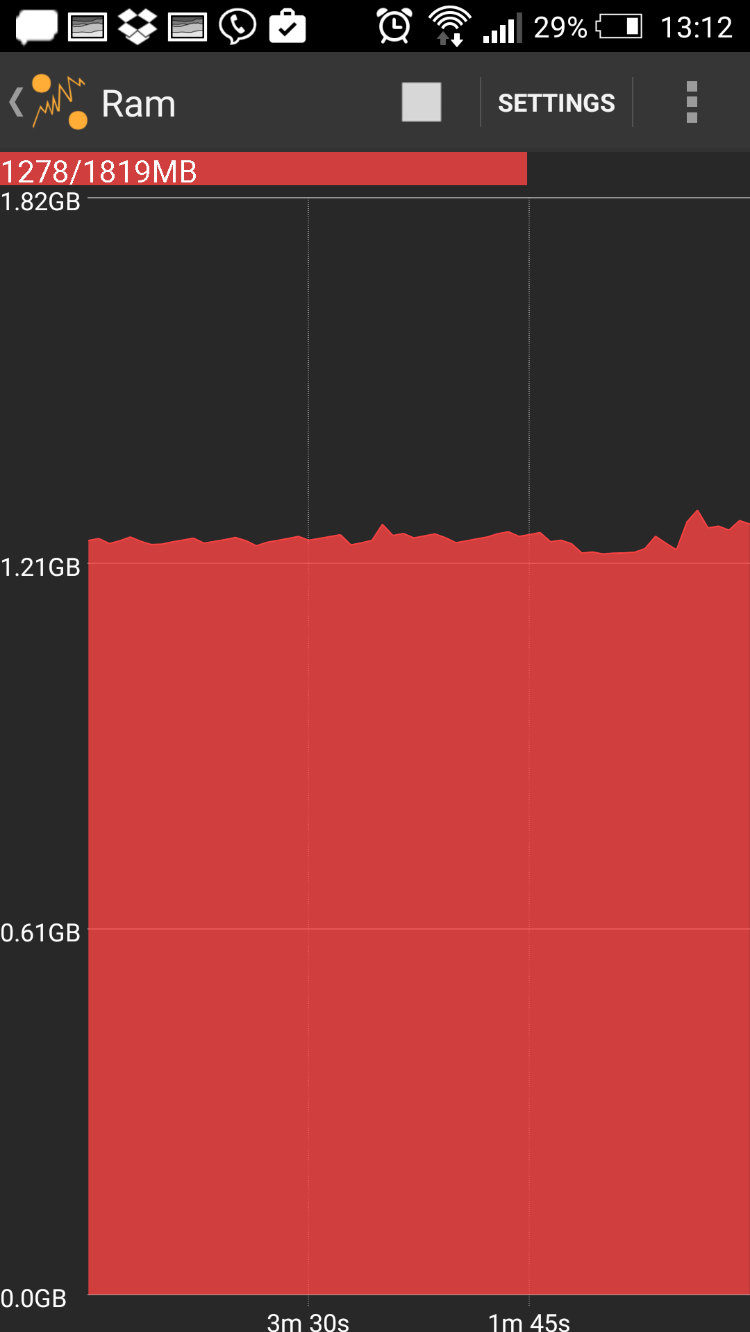 29% 13:12
Ram SETTINGS
1278/1819MB
1.82GB
1.21GB
0.61GB
0.0GB
3m 30s 1m 45s